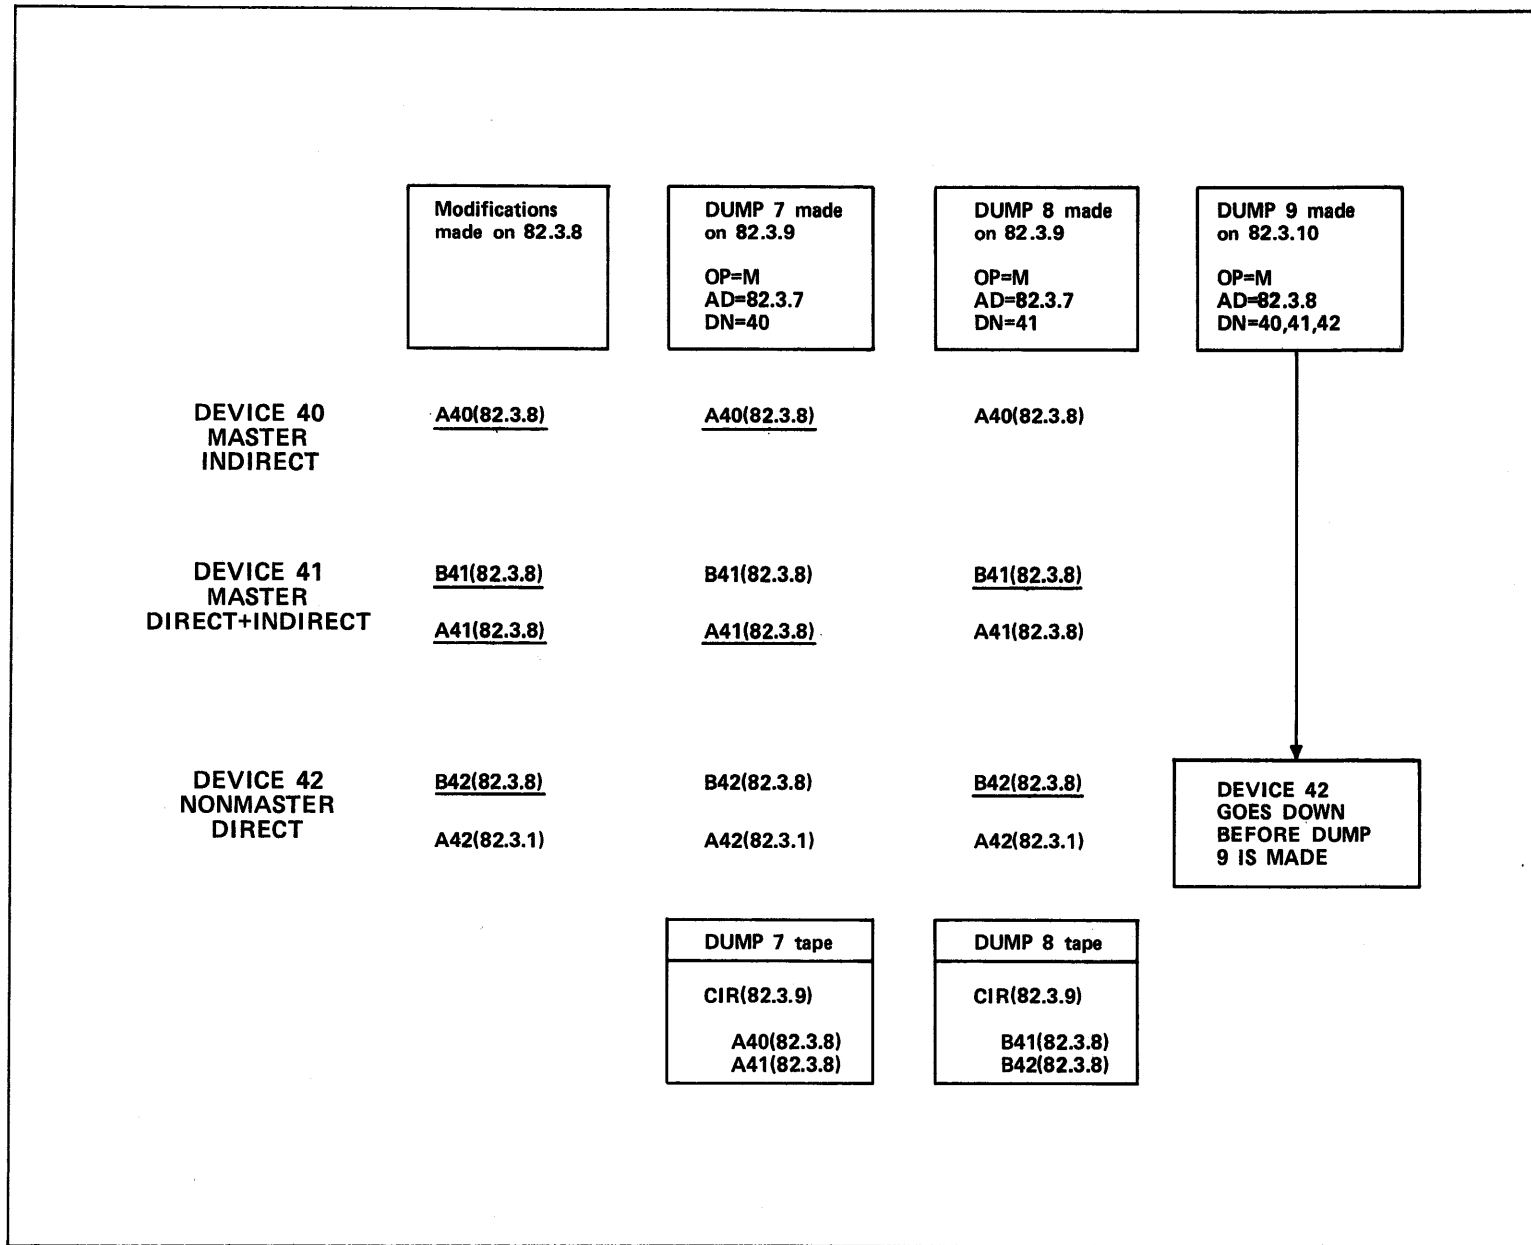 Modifications
made on 82.3.8
DUMP 7 made
on 82.3.9
OP=M
AD=82.3.7
DN=40
DUMP 8 made
on 82.3.9
OP=M
AD=82.3.7
DN=41
DUMP 9 made
on 82.3.10
OP=M
AD=82.3.8
DN=40,41,42
DEVICE 40
MASTER
INDIRECT
A40(82.3.8)
A40(82.3.8)
A40(82.3.8)
DEVICE 41
MASTER
DIRECT+INDIRECT
B41(82.3.8)
B41(82.3.8)
B41(82.3.8)
A41(82.3.8)
A41(82.3.8)
A41(82.3.8)
DEVICE 42
NONMASTER
DIRECT
B42(82.3.8)
B42(82.3.8)
B42(82.3.8)
A42(82.3.1)
A42(82.3.1)
A42(82.3.1)
DEVICE 42
GOES DOWN
BEFORE DUMP
9 IS MADE
DUMP 7 tape
CIR(82.3.9)
A40(82.3.8)
A41(82.3.8)
DUMP 8 tape
CIR(82.3.9)
B41(82.3.8)
B42(82.3.8)